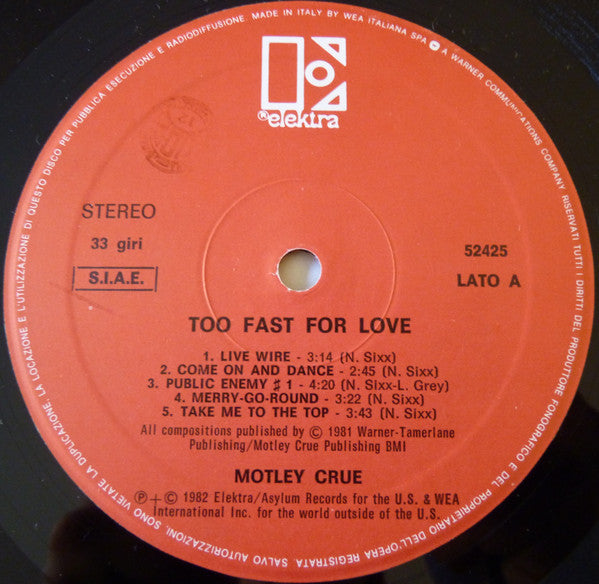 LA LOCAZIONE E L'UTILIZZAZIONE DI QUESTO DISCO PER PUBBLICA ESECUZIONE E RADIODIFFUSIONE. MADE IN ITALY BY WEA ITALIANA SPA A WARNER COMMUNICATIONS COMPANY
RISERVATI TUTTI I DIRITTI DEL PRODUTTORE FONOGRAFICO E DEL PROPRIETARIO DELL'OPERA REGISTRATA. SALVO AUTORIZZAZIONI, SONO VIETATE LA DUPLICAZIONE,
® elektra
STEREO
33 giri
S.I.A.E.
52425
LATO A
TOO FAST FOR LOVE
1. LIVE WIRE - 3:14 (N. Sixx)
2. COME ON AND DANCE - 2:45 (N. Sixx)
3. PUBLIC ENEMY ♯ 1 - 4:20 (N. Sixx-L. Grey)
4. MERRY-GO-ROUND - 3:22 (N. Sixx)
5. TAKE ME TO THE TOP - 3:43 (N. Sixx)
All compositions published by © 1981 Warner-Tamerlane
Publishing/Motley Crue Publishing BMI
MOTLEY CRUE
℗+© 1982 Elektra/Asylum Records for the U.S. & WEA
International Inc. for the world outside of the U.S.